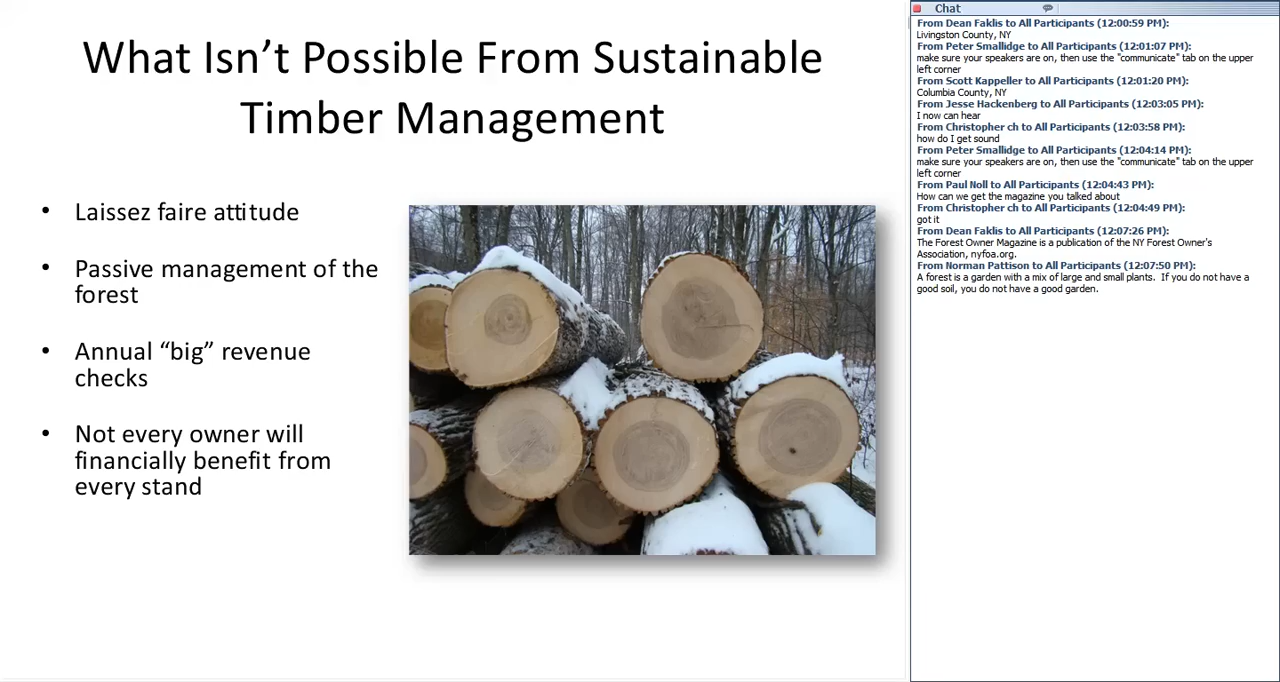 What Isn’t Possible From Sustainable
Timber Management
• Laissez faire attitude
• Passive management of the
forest
• Annual “big” revenue
checks
• Not every owner will
financially benefit from
every stand
Chat
From Dean Faklis to All Participants (12:00:59 PM):
Livingston County, NY
From Peter Smallidge to All Participants (12:01:07 PM):
make sure your speakers are on, then use the "communicate" tab on the upper
left corner
From Scott Kappeller to All Participants (12:01:20 PM):
Columbia County, NY
From Jesse Hackenberg to All Participants (12:03:05 PM):
I now can hear
From Christopher ch to All Participants (12:03:58 PM):
how do I get sound
From Peter Smallidge to All Participants (12:04:14 PM):
make sure your speakers are on, then use the "communicate" tab on the upper
left corner
From Paul Noll to All Participants (12:04:43 PM):
How can we get the magazine you talked about
From Christopher ch to All Participants (12:04:49 PM):
got it
From Dean Faklis to All Participants (12:07:26 PM):
The Forest Owner Magazine is a publication of the NY Forest Owner's
Association, nyfoa.org.
From Norman Pattison to All Participants (12:07:50 PM):
A forest is a garden with a mix of large and small plants.  If you do not have a
good soil, you do not have a good garden.